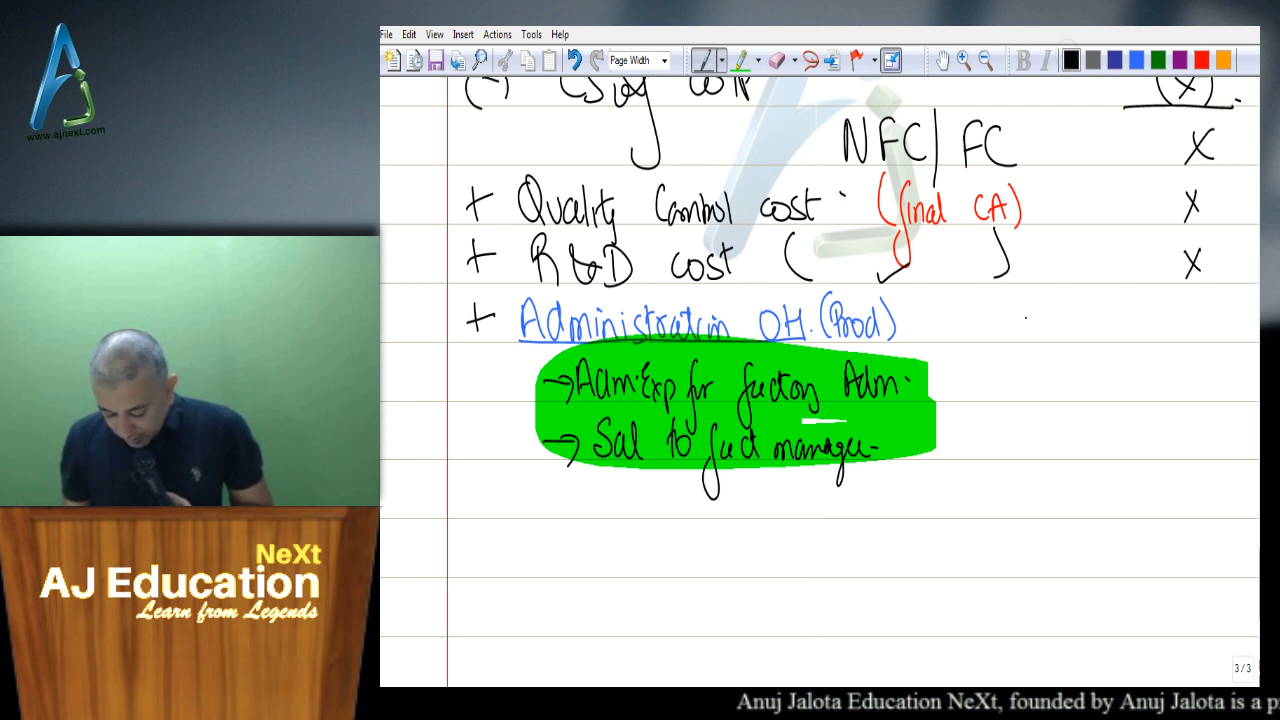 File Edit View Insert Actions Tools Help
Page Width
B I
www.ajnext.com
(-) (X).
NFC | FC X
+ Quality Control cost (final CA) X
+ R&D cost ( ) X
+ Administration OH. (Prod)
→ Adm. Exp for factory Adm.
→ Sal to fact manager
NeXt
AJ Education
Learn from Legends
3/3
Anuj Jalota Education NeXt, founded by Anuj Jalota is a p